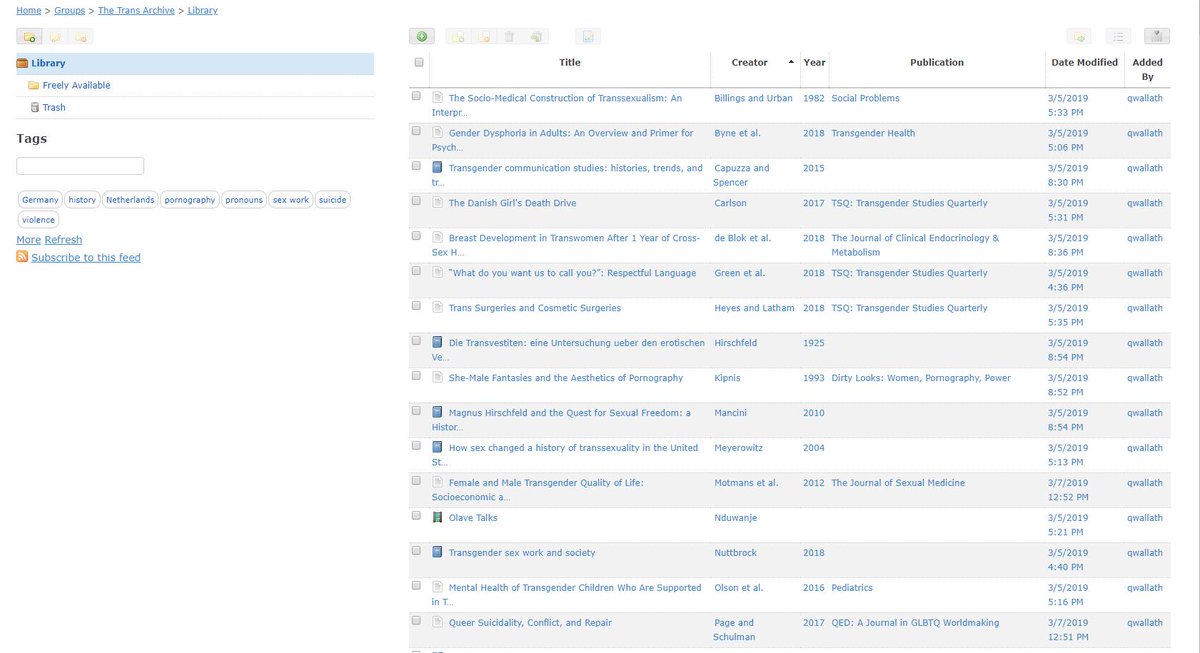 Home > Groups > The Trans Archive > Library
Library
Freely Available
Trash
Tags
Germany history Netherlands pornography pronouns sex work suicide
violence
More Refresh
Subscribe to this feed
Title Creator Year Publication Date Modified Added By
The Socio-Medical Construction of Transsexualism: An Billings and Urban 1982 Social Problems 3/5/2019 qwallath
Interpr... 5:33 PM
Gender Dysphoria in Adults: An Overview and Primer for Byne et al. 2018 Transgender Health 3/5/2019 qwallath
Psych... 5:06 PM
Transgender communication studies: histories, trends, and Capuzza and 2015 3/5/2019 qwallath
tr... Spencer 8:30 PM
The Danish Girl's Death Drive Carlson 2017 TSQ: Transgender Studies Quarterly 3/5/2019 qwallath
5:31 PM
Breast Development in Transwomen After 1 Year of Cross- de Blok et al. 2018 The Journal of Clinical Endocrinology & 3/5/2019 qwallath
Sex H... Metabolism 8:36 PM
"What do you want us to call you?": Respectful Language Green et al. 2018 TSQ: Transgender Studies Quarterly 3/5/2019 qwallath
4:36 PM
Trans Surgeries and Cosmetic Surgeries Heyes and Latham 2018 TSQ: Transgender Studies Quarterly 3/5/2019 qwallath
5:35 PM
Die Transvestiten: eine Untersuchung ueber den erotischen Hirschfeld 1925 3/5/2019 qwallath
Ve... 8:54 PM
She-Male Fantasies and the Aesthetics of Pornography Kipnis 1993 Dirty Looks: Women, Pornography, Power 3/5/2019 qwallath
8:52 PM
Magnus Hirschfeld and the Quest for Sexual Freedom: a Mancini 2010 3/5/2019 qwallath
Histor... 8:54 PM
How sex changed a history of transsexuality in the United Meyerowitz 2004 3/5/2019 qwallath
St... 5:13 PM
Female and Male Transgender Quality of Life: Motmans et al. 2012 The Journal of Sexual Medicine 3/7/2019 qwallath
Socioeconomic a... 12:52 PM
Olave Talks Nduwanje 3/5/2019 qwallath
5:21 PM
Transgender sex work and society Nuttbrock 2018 3/5/2019 qwallath
4:40 PM
Mental Health of Transgender Children Who Are Supported Olson et al. 2016 Pediatrics 3/5/2019 qwallath
in T... 5:16 PM
Queer Suicidality, Conflict, and Repair Page and 2017 QED: A Journal in GLBTQ Worldmaking 3/7/2019 qwallath
Schulman 12:51 PM